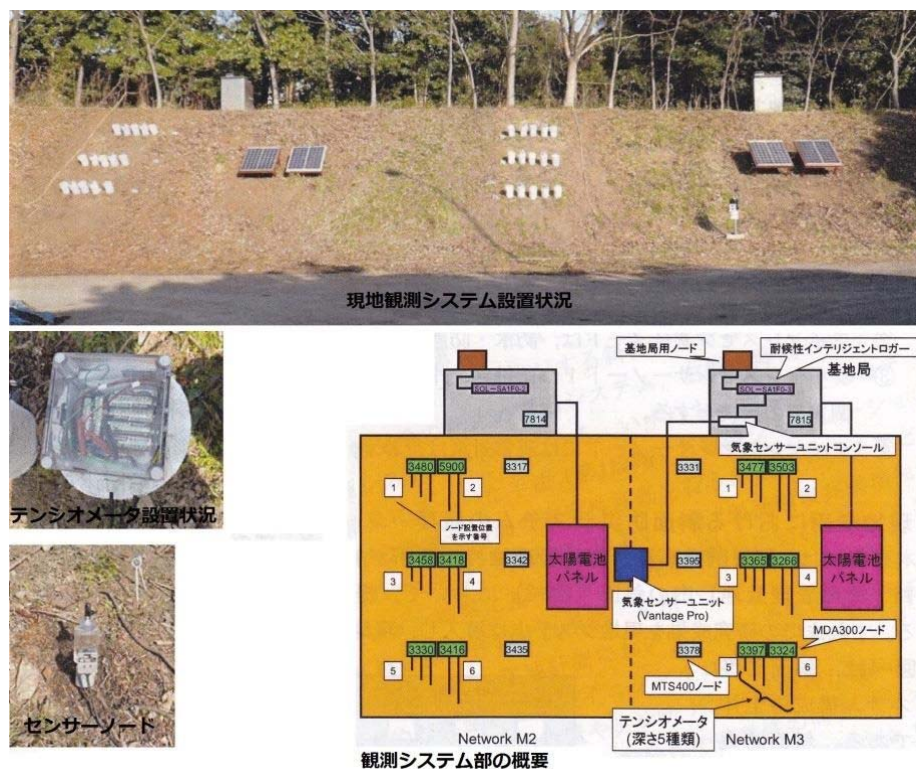 現地観測システム設置状況
テンシオメータ設置状況
センサーノード
基地局用ノード
耐候性インテリジェントロガー
基地局
SOL-SA1F0-2
SOL-SA1F0-3
7814
7815
気象センサーユニットコンソール
3480 5900
3317
3331
3477 3503
1
2
1
2
ノード設置位置
を示す番号
3458 3418
3342
太陽電池
パネル
3395
3365 3266
太陽電池
パネル
3
4
3
4
気象センサーユニット
(Vantage Pro)
MDA300ノード
3330 3416
3435
3378
3397 3324
5
6
5
6
MTS400ノード
テンシオメータ
(深さ5種類)
Network M2
Network M3
観測システム部の概要